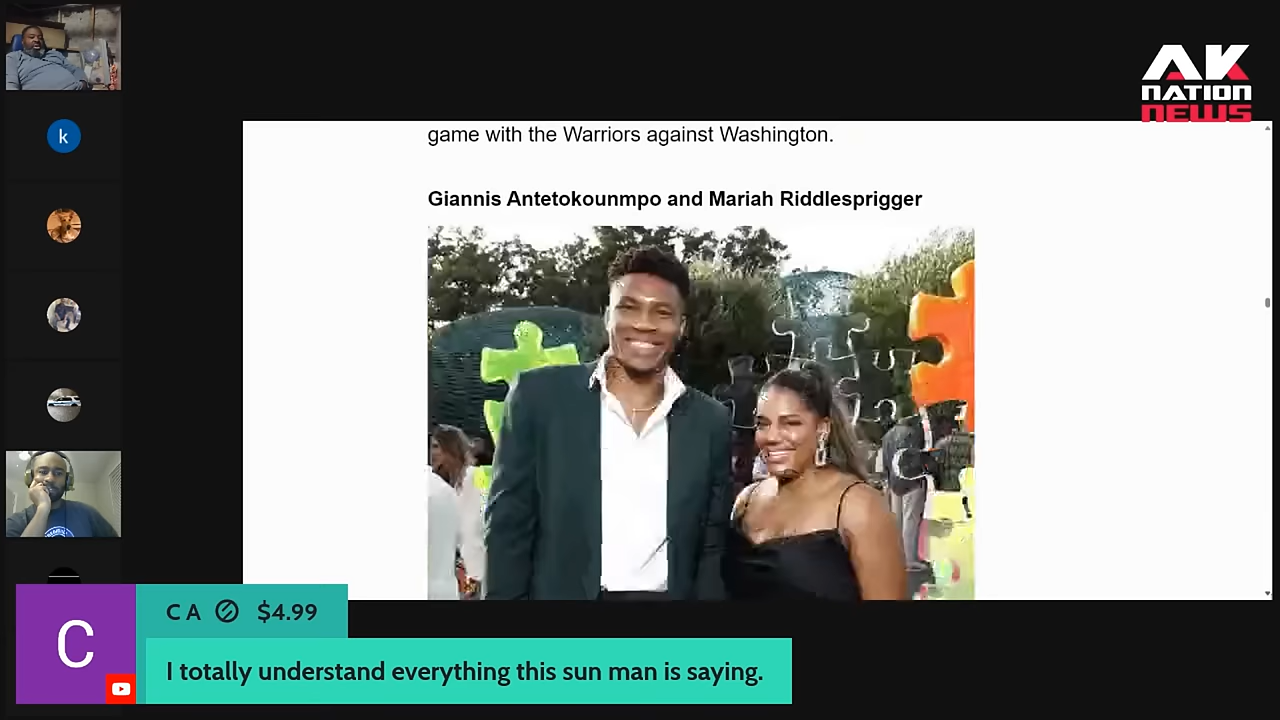 AK
NATION
NEWS
k
game with the Warriors against Washington.
Giannis Antetokounmpo and Mariah Riddlesprigger
C
C A $4.99
I totally understand everything this sun man is saying.